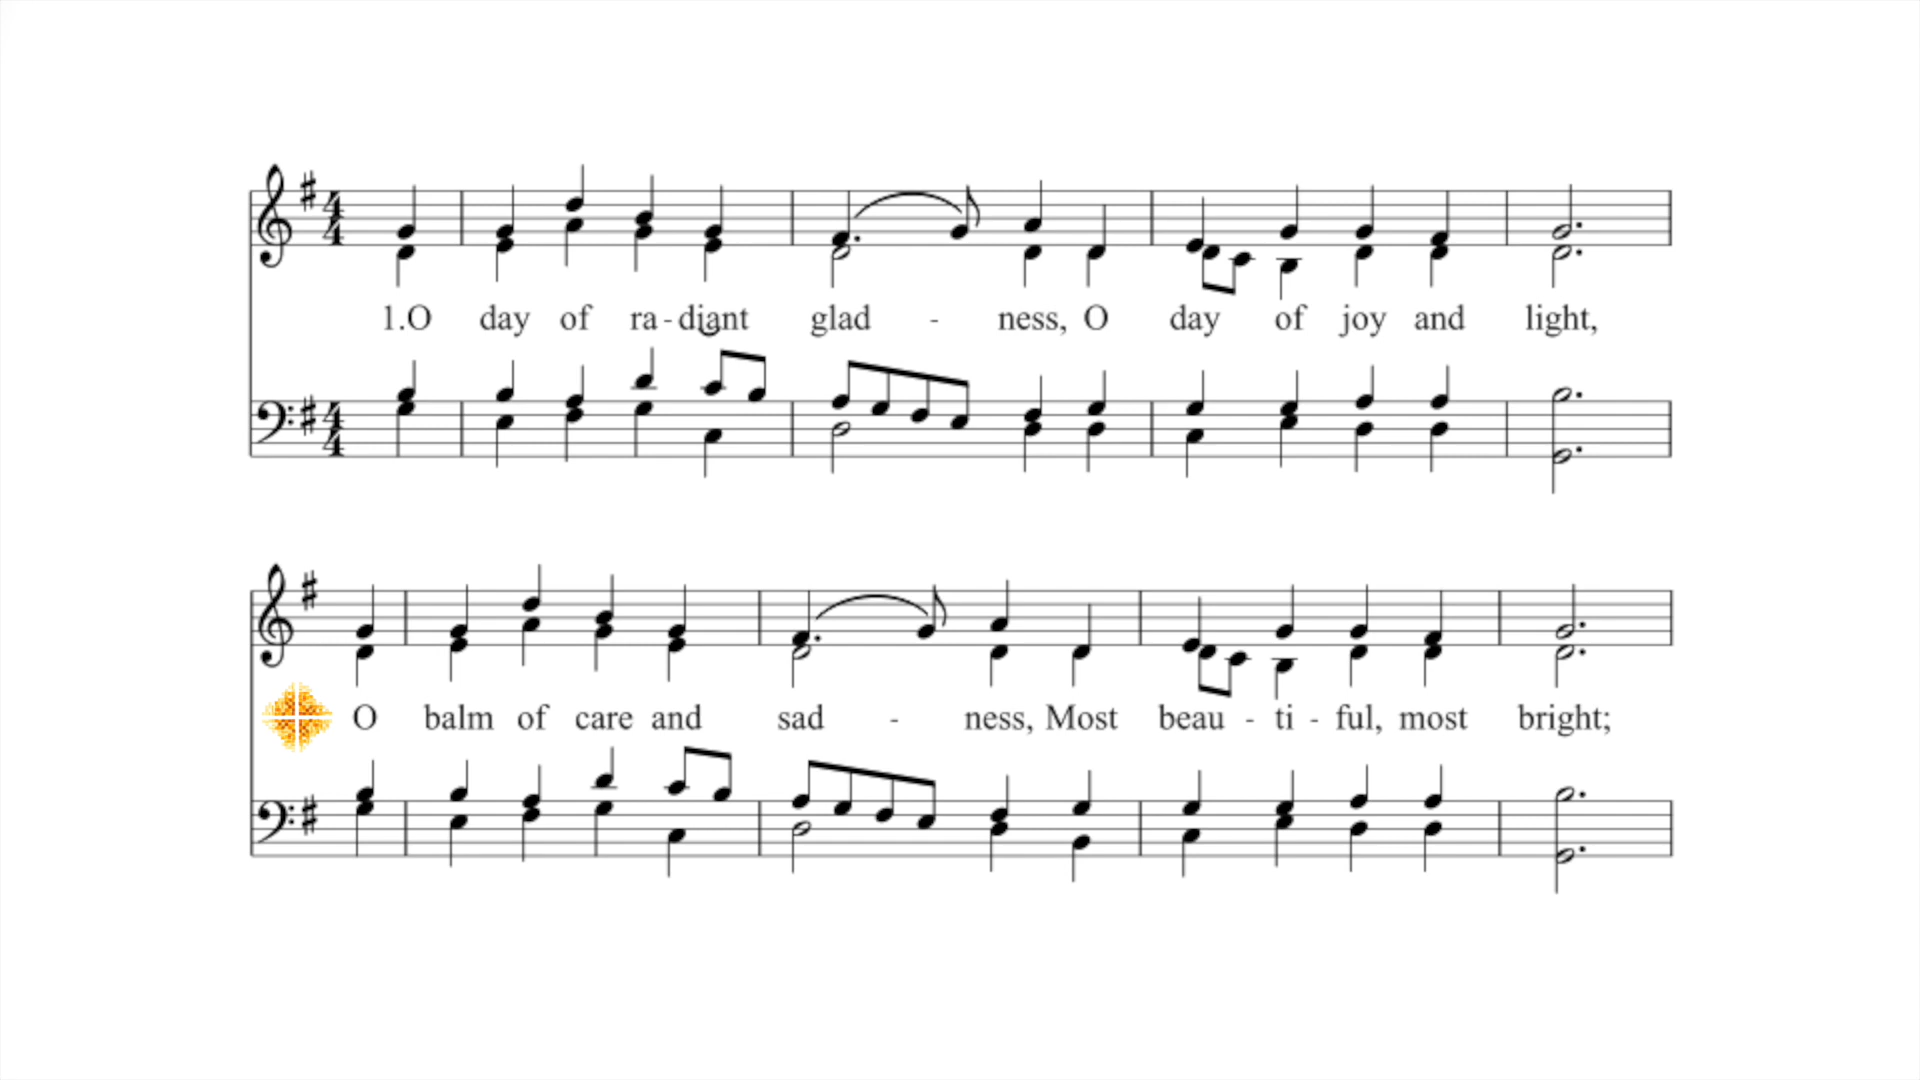 1.O day of ra - diant glad - ness, O day of joy and light,
O balm of care and sad - ness, Most beau - ti - ful, most bright;